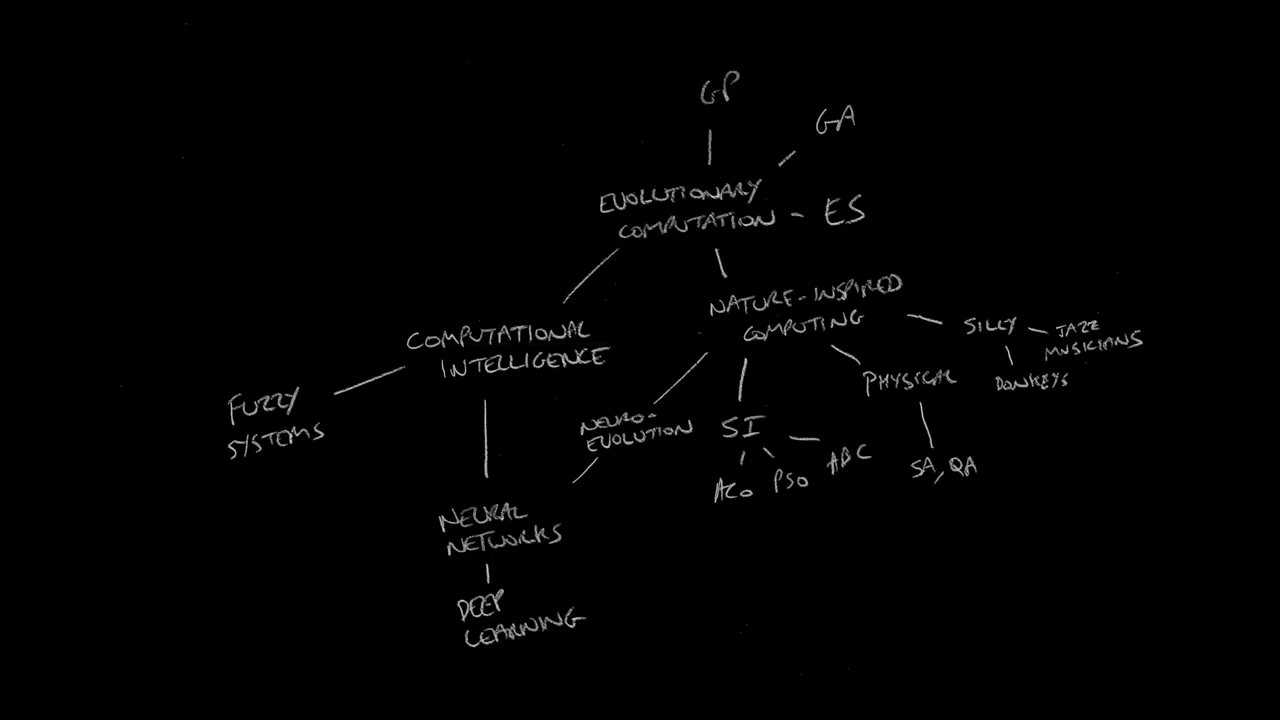 GP
GA
EVOLUTIONARY
COMPUTATION
ES
NATURE-INSPIRED
COMPUTING
COMPUTATIONAL
INTELLIGENCE
SILLY
JAZZ
MUSICIANS
DONKEYS
PHYSICAL
FUZZY
SYSTEMS
NEURO-
EVOLUTION
SI
ACO
PSO
ABC
SA, QA
NEURAL
NETWORKS
DEEP
LEARNING